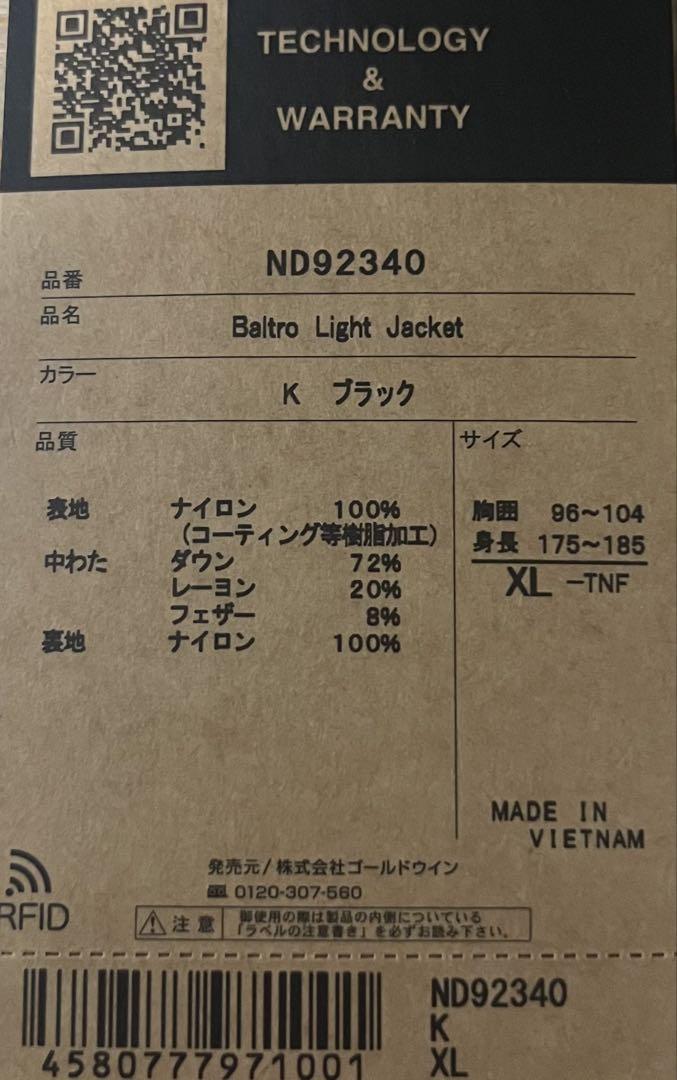 TECHNOLOGY
&
WARRANTY
品番 ND92340
品名 Baltro Light Jacket
カラー K ブラック
品質
表地 ナイロン 100%
(コーティング等樹脂加工)
中わた ダウン 72%
レーヨン 20%
フェザー 8%
裏地 ナイロン 100%
サイズ
胸囲 96~104
身長 175~185
XL -TNF
MADE IN
VIETNAM
発売元/株式会社ゴールドウイン
0120-307-560
RFID
注意
御使用の際は製品の内側についている
「ラベルの注意書き」を必ずお読み下さい。
4580777971001
ND92340
K
XL